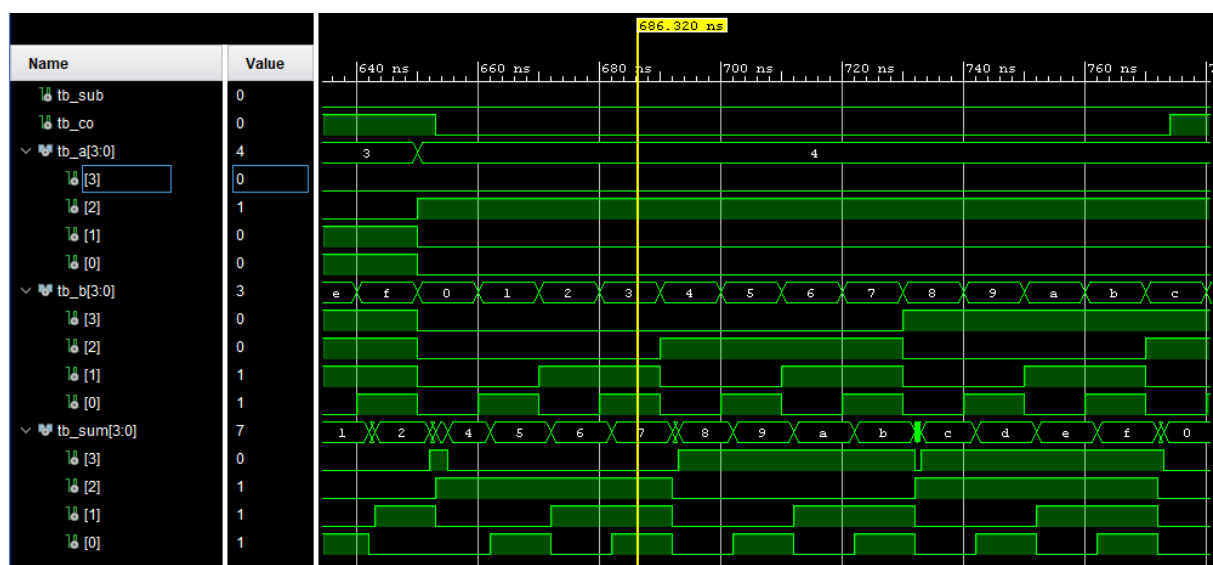 686.320 ns
Name Value
640 ns 660 ns 680 ns 700 ns 720 ns 740 ns 760 ns
tb_sub 0
tb_co 0
tb_a[3:0] 4 3 4
[3] 0
[2] 1
[1] 0
[0] 0
tb_b[3:0] 3 e f 0 1 2 3 4 5 6 7 8 9 a b c
[3] 0
[2] 0
[1] 1
[0] 1
tb_sum[3:0] 7 1 2 4 5 6 7 8 9 a b c d e f 0
[3] 0
[2] 1
[1] 1
[0] 1